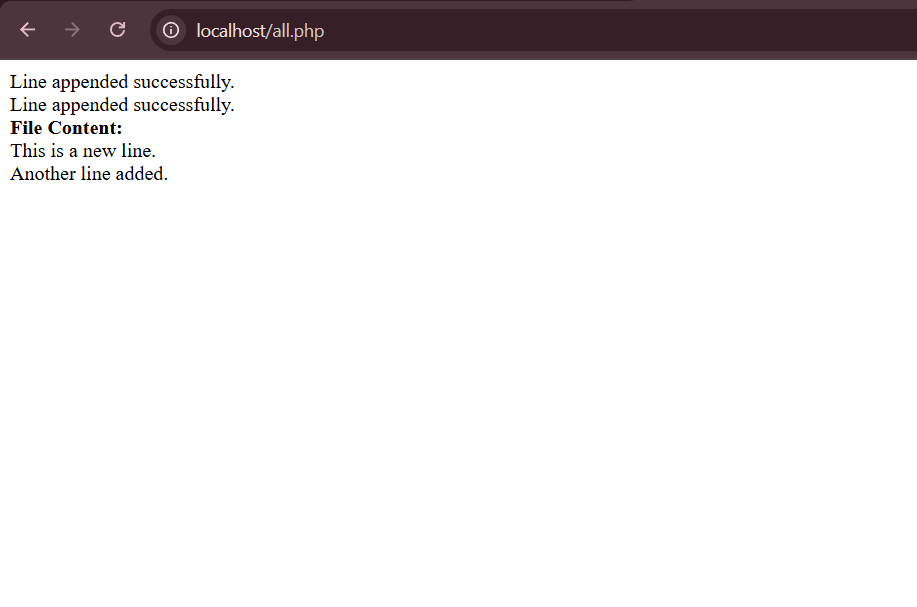 localhost/all.php
Line appended successfully.
Line appended successfully.
File Content:
This is a new line.
Another line added.